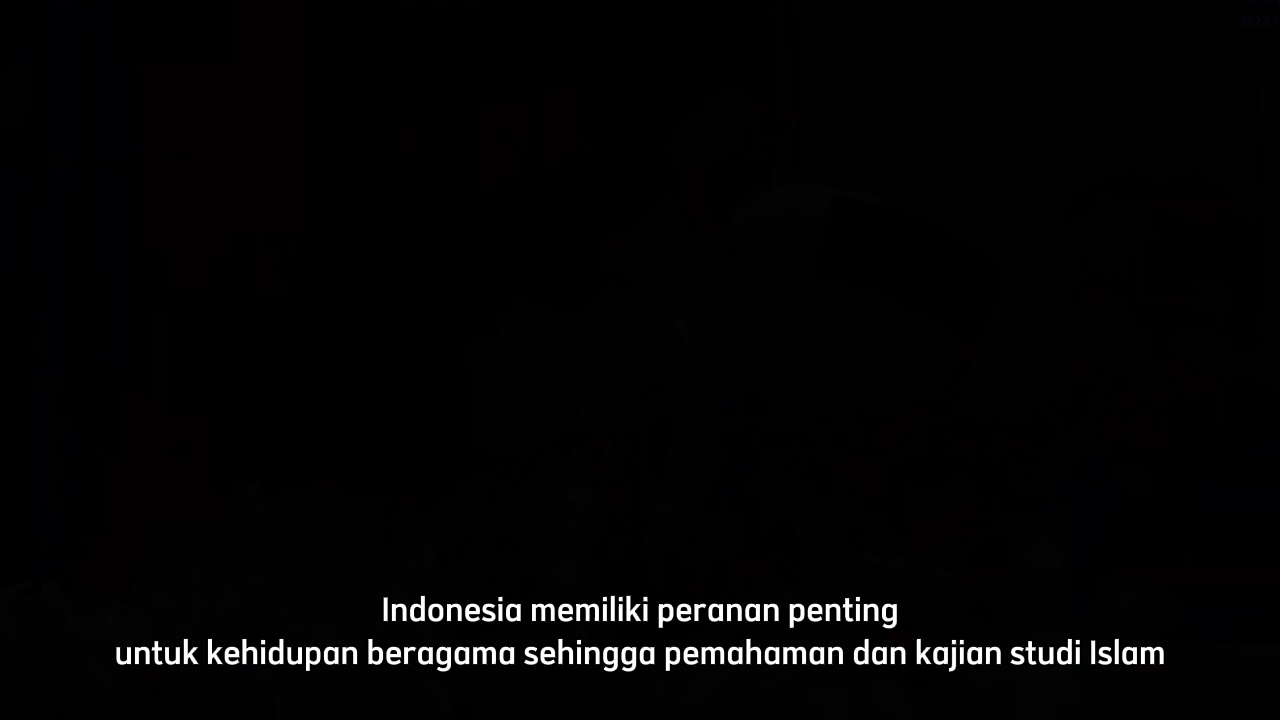 Indonesia memiliki peranan penting
untuk kehidupan beragama sehingga pemahaman dan kajian studi Islam